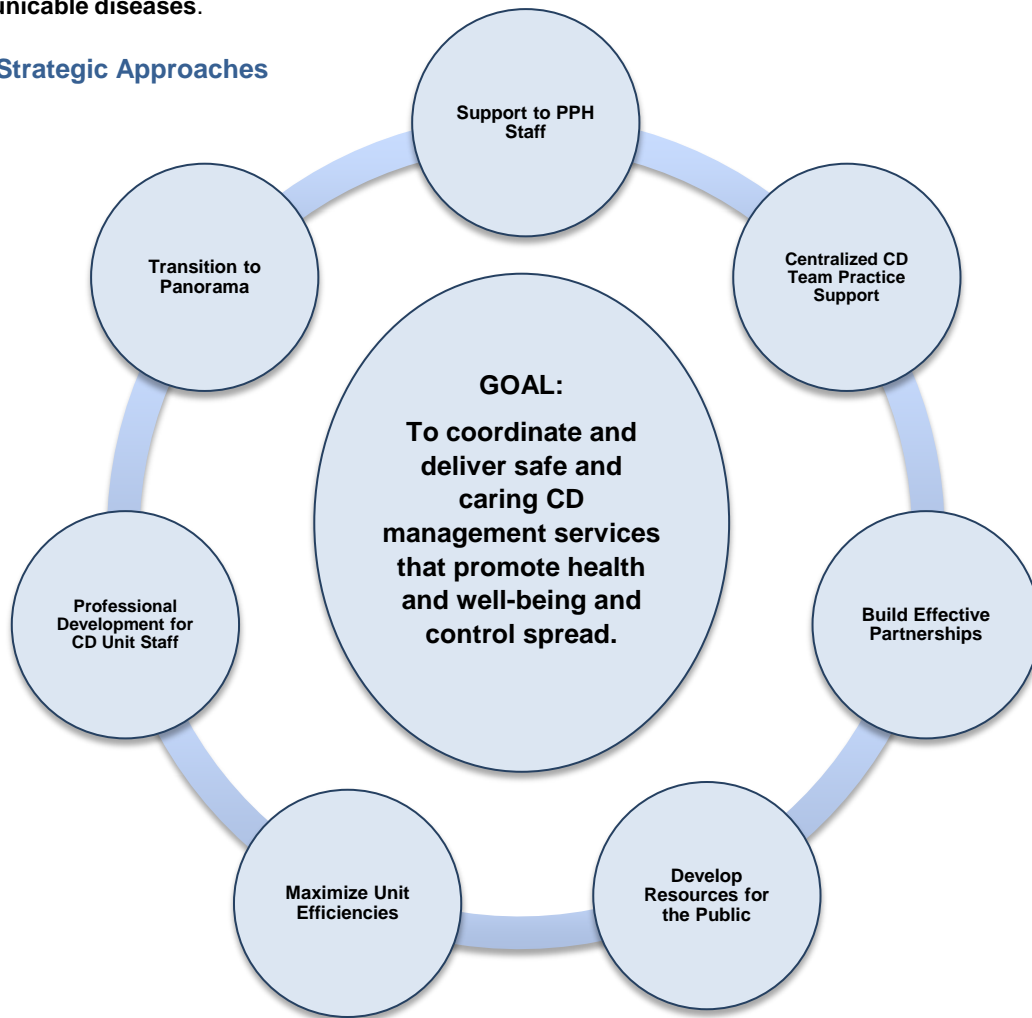 unicable diseases.
Strategic Approaches
Support to PPH
Staff
Centralized CD
Team Practice
Support
Build Effective
Partnerships
Develop
Resources for
the Public
Maximize Unit
Efficiencies
Professional
Development for
CD Unit Staff
Transition to
Panorama
GOAL:
To coordinate and
deliver safe and
caring CD
management services
that promote health
and well-being and
control spread.